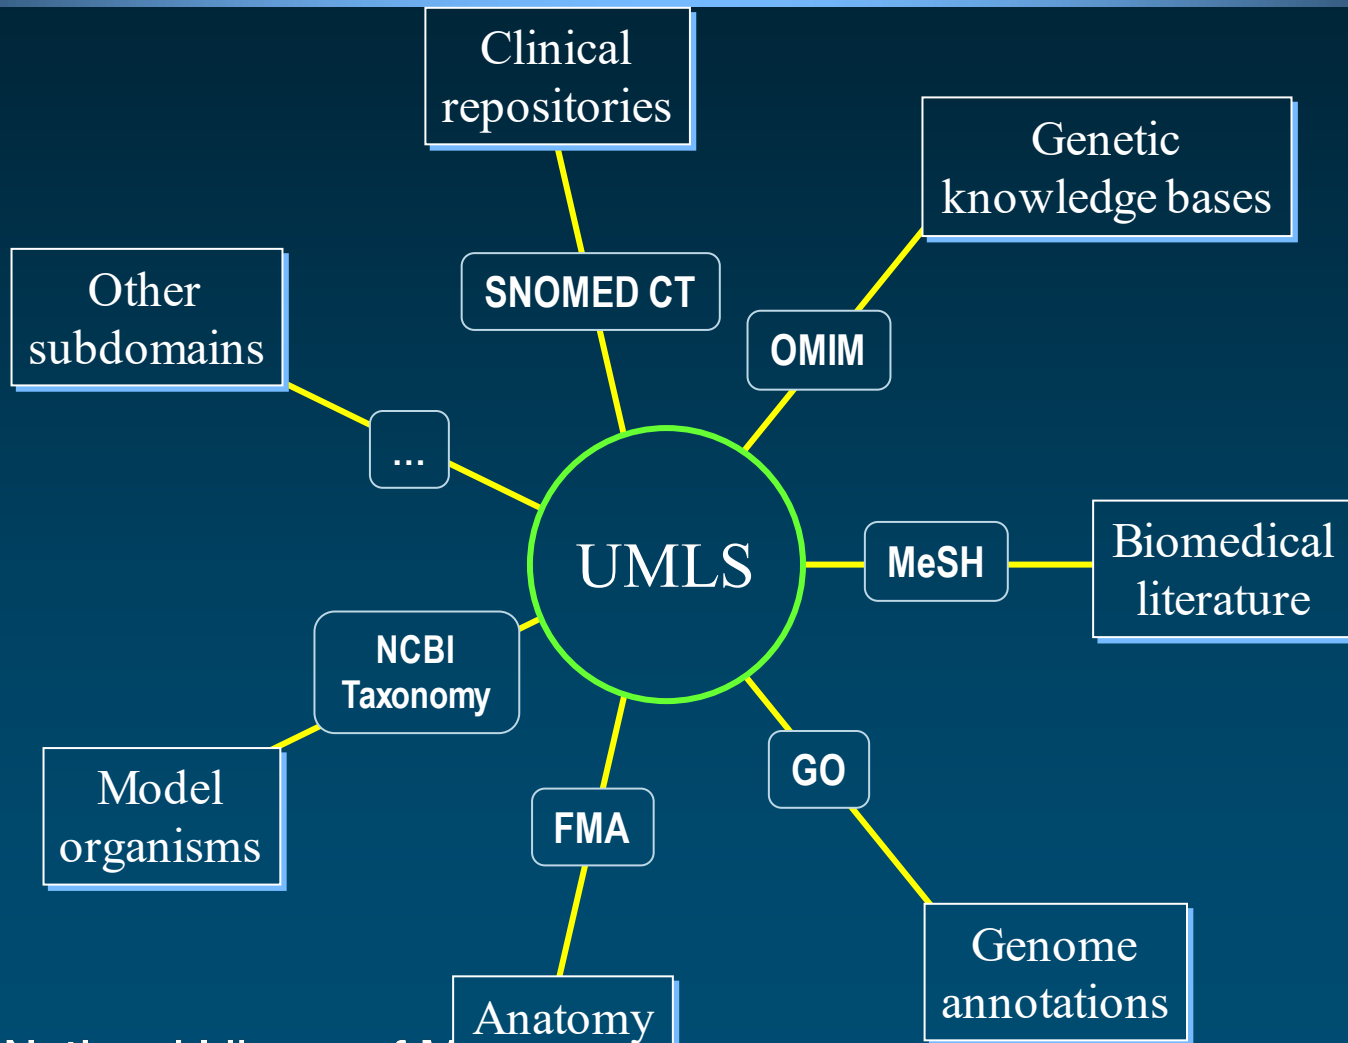 Clinical
repositories
Genetic
knowledge bases
Other
subdomains
SNOMED CT
OMIM
...
UMLS
MeSH
Biomedical
literature
NCBI
Taxonomy
GO
Model
organisms
FMA
Genome
annotations
Anatomy